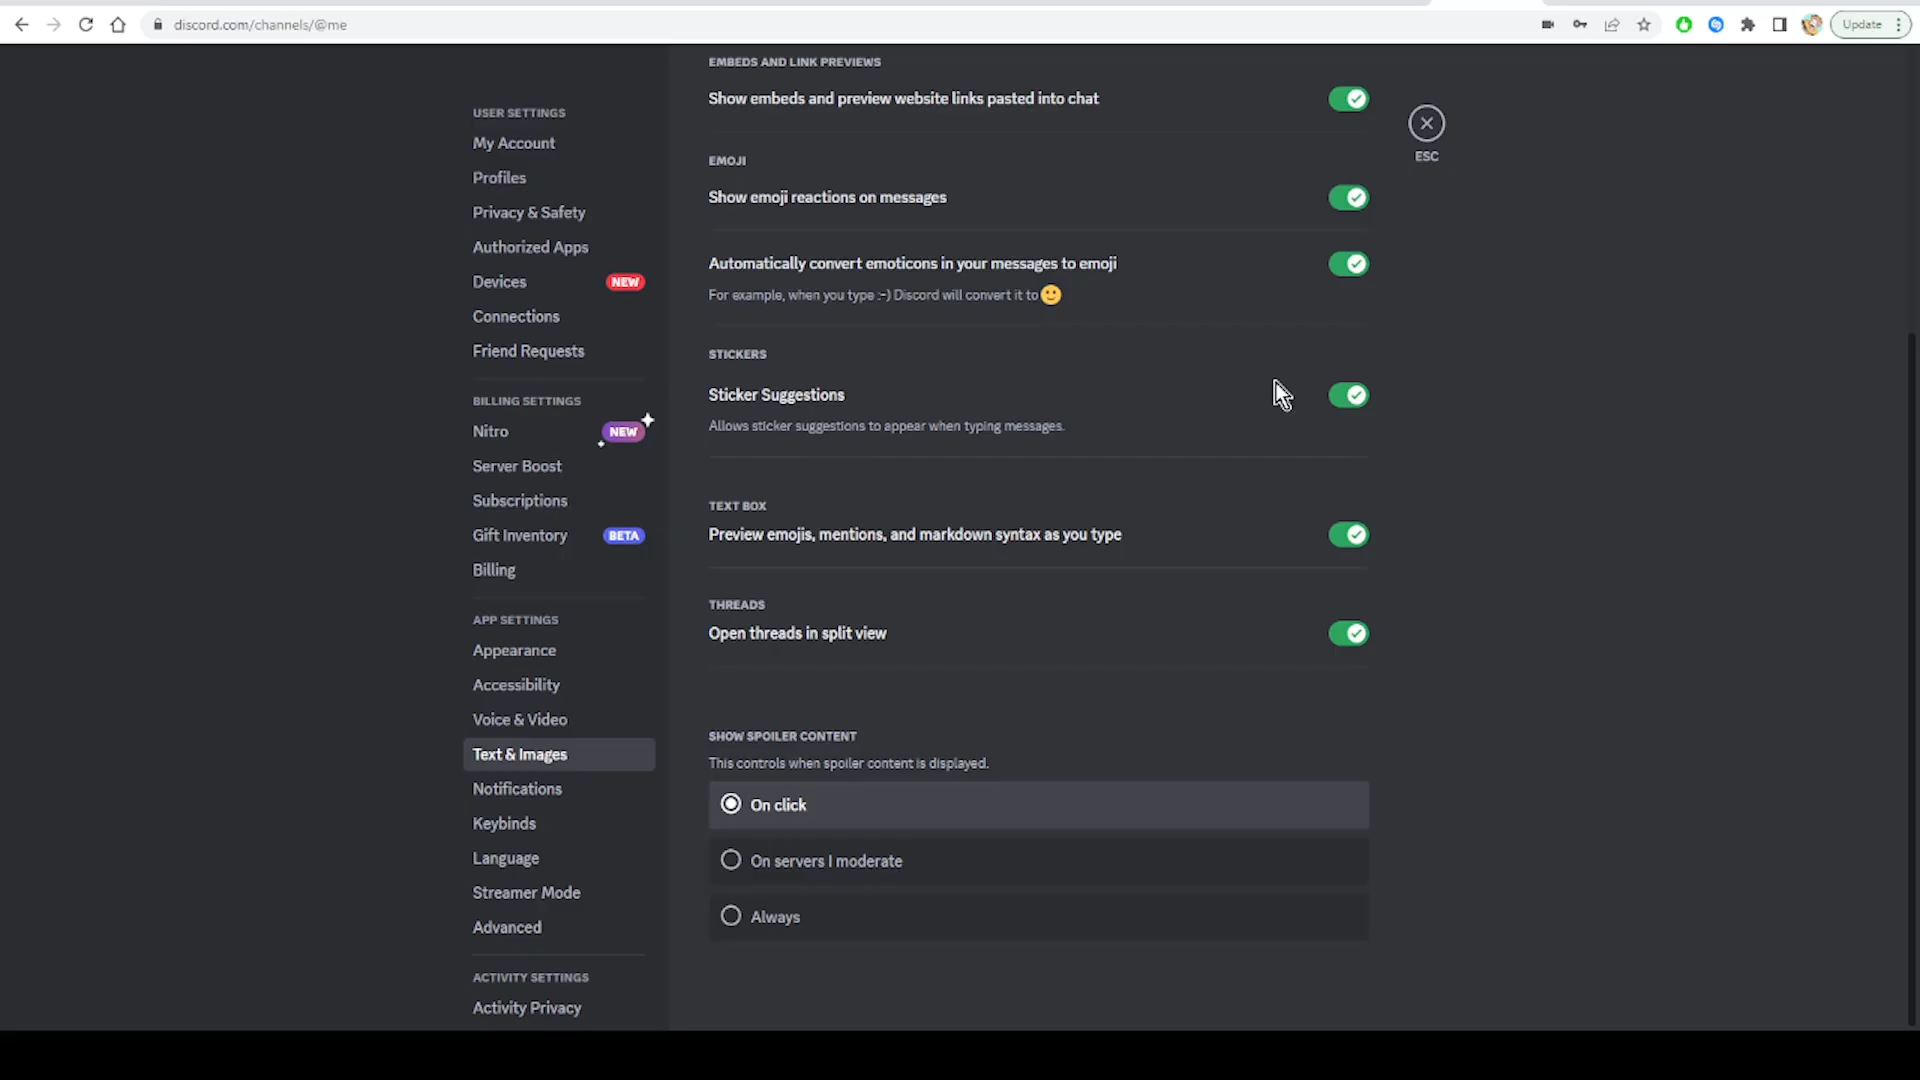 discord.com/channels/@me
Update
USER SETTINGS
My Account
Profiles
Privacy & Safety
Authorized Apps
Devices NEW
Connections
Friend Requests
BILLING SETTINGS
Nitro NEW
Server Boost
Subscriptions
Gift Inventory BETA
Billing
APP SETTINGS
Appearance
Accessibility
Voice & Video
Text & Images
Notifications
Keybinds
Language
Streamer Mode
Advanced
ACTIVITY SETTINGS
Activity Privacy
EMBEDS AND LINK PREVIEWS
Show embeds and preview website links pasted into chat
EMOJI
Show emoji reactions on messages
Automatically convert emoticons in your messages to emoji
For example, when you type :-) Discord will convert it to 🙂
STICKERS
Sticker Suggestions
Allows sticker suggestions to appear when typing messages.
TEXT BOX
Preview emojis, mentions, and markdown syntax as you type
THREADS
Open threads in split view
SHOW SPOILER CONTENT
This controls when spoiler content is displayed.
On click
On servers I moderate
Always
ESC